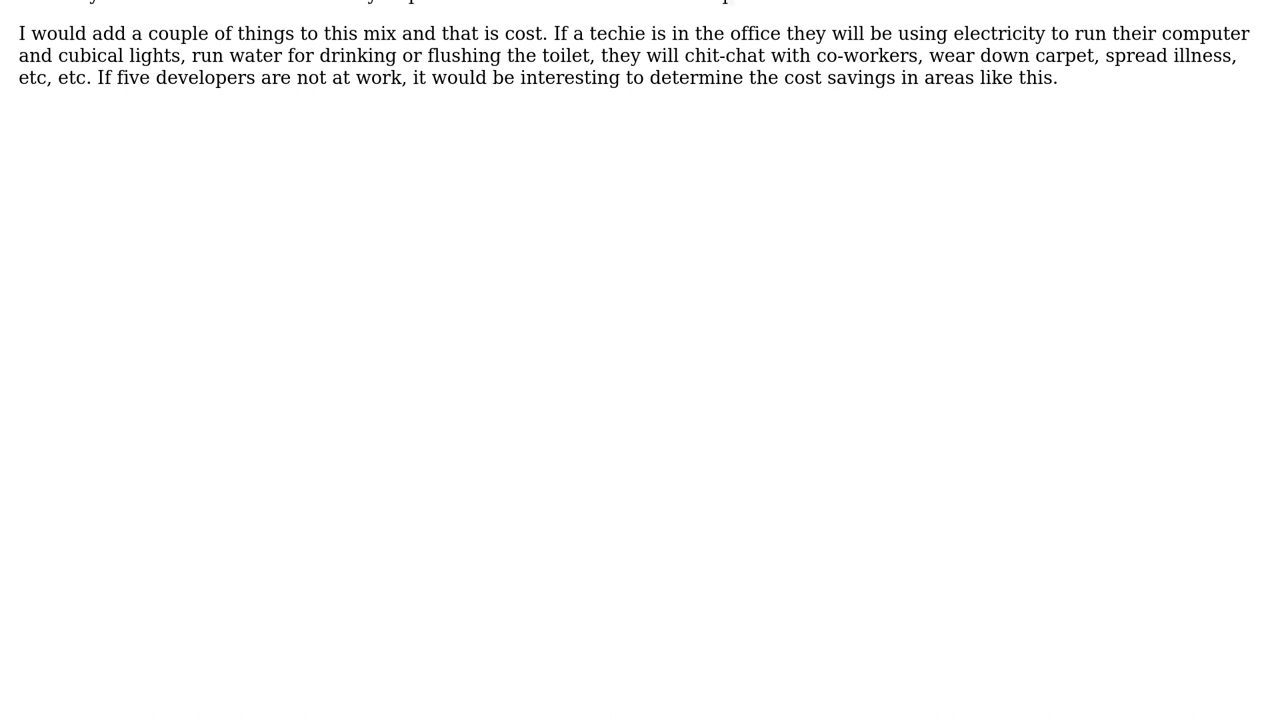 I would add a couple of things to this mix and that is cost. If a techie is in the office they will be using electricity to run their computer
and cubical lights, run water for drinking or flushing the toilet, they will chit-chat with co-workers, wear down carpet, spread illness,
etc, etc. If five developers are not at work, it would be interesting to determine the cost savings in areas like this.